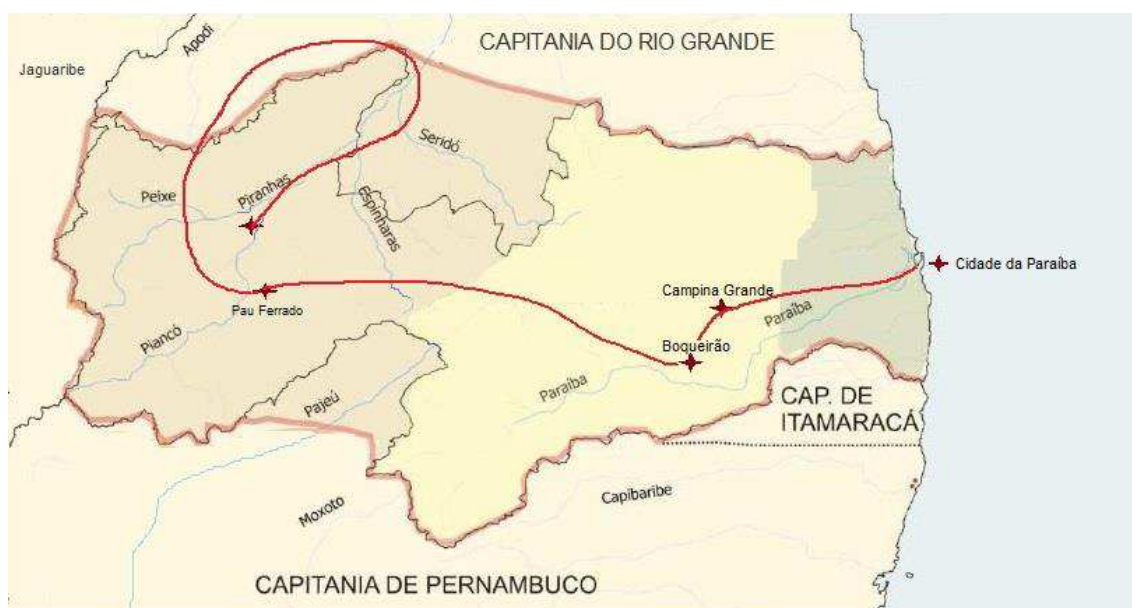 Apodi
CAPITANIA DO RIO GRANDE
Jaguaribe
Seridó
Peixe
Piranhas
Espinharas
Cidade da Paraíba
Campina Grande
Pau Ferrado
Paraíba
Piancó
Boqueirão
Paraíba
Pajeú
CAP. DE
ITAMARACÁ
Moxoto
Capibaribe
CAPITANIA DE PERNAMBUCO